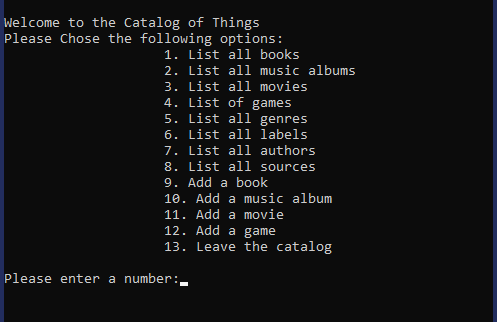 Welcome to the Catalog of Things
Please Chose the following options:
1. List all books
2. List all music albums
3. List all movies
4. List of games
5. List all genres
6. List all labels
7. List all authors
8. List all sources
9. Add a book
10. Add a music album
11. Add a movie
12. Add a game
13. Leave the catalog
Please enter a number: